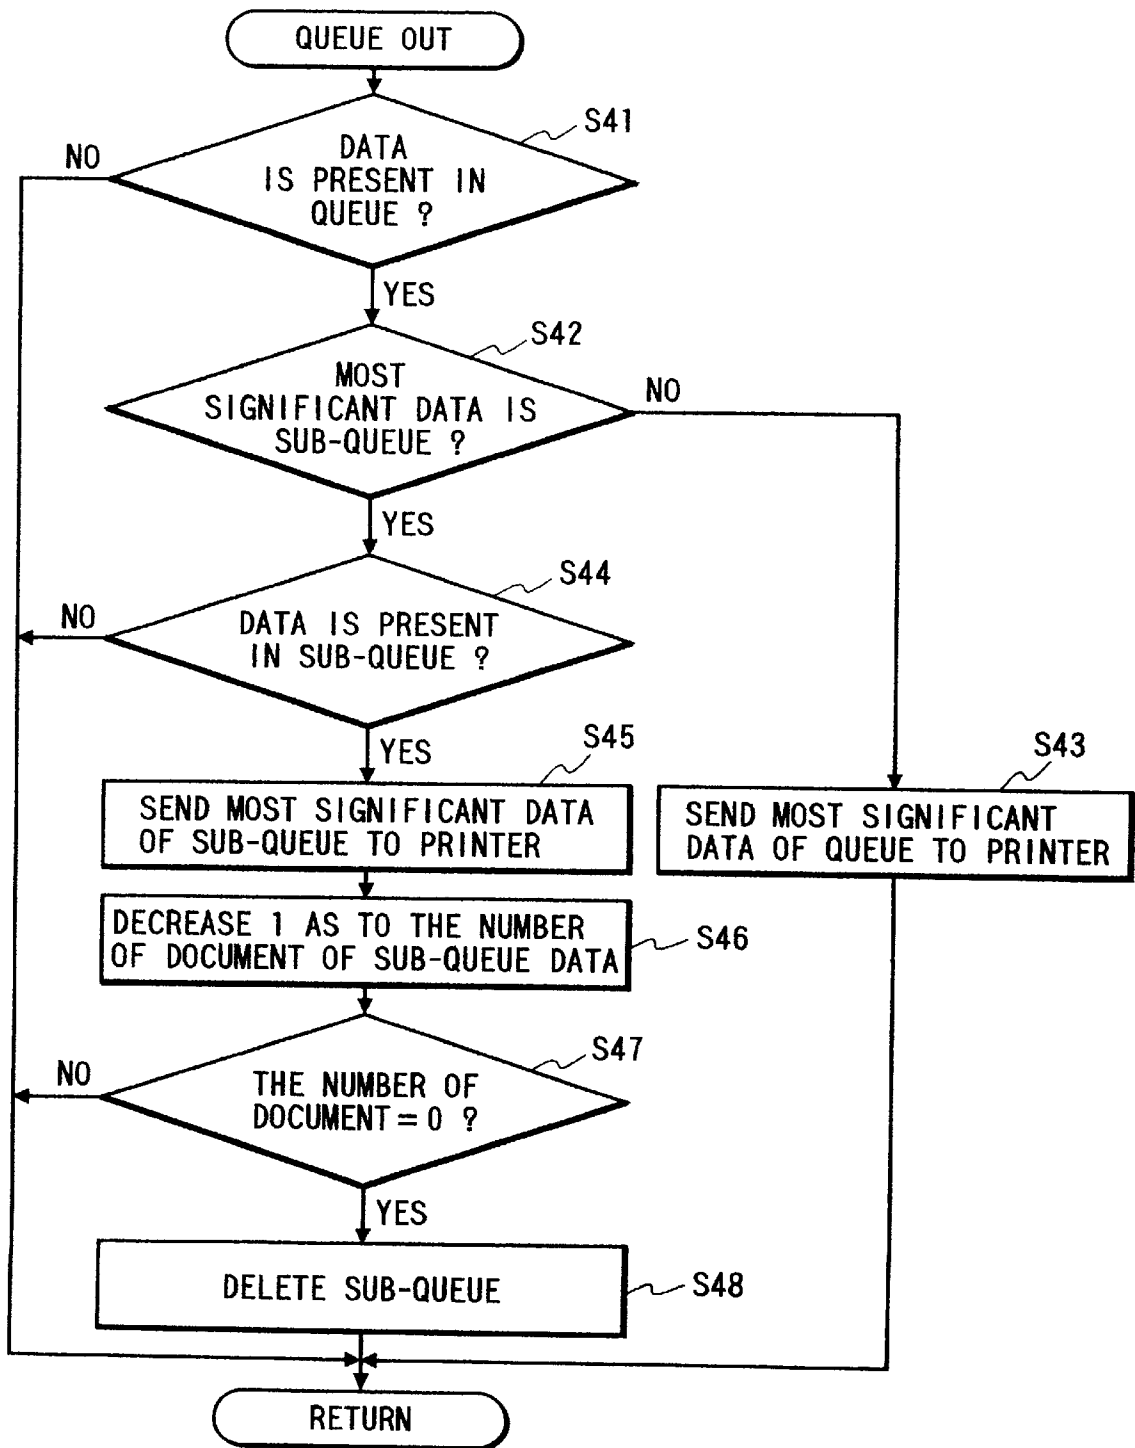 QUEUE OUT
S41
NO
DATA
IS PRESENT IN
QUEUE ?
YES
S42
MOST
SIGNIFICANT DATA IS
SUB-QUEUE ?
NO
YES
S44
NO
DATA IS PRESENT
IN SUB-QUEUE ?
YES
S45
SEND MOST SIGNIFICANT DATA
OF SUB-QUEUE TO PRINTER
S43
SEND MOST SIGNIFICANT
DATA OF QUEUE TO PRINTER
DECREASE 1 AS TO THE NUMBER
OF DOCUMENT OF SUB-QUEUE DATA
S46
S47
NO
THE NUMBER OF
DOCUMENT = 0 ?
YES
DELETE SUB-QUEUE
S48
RETURN